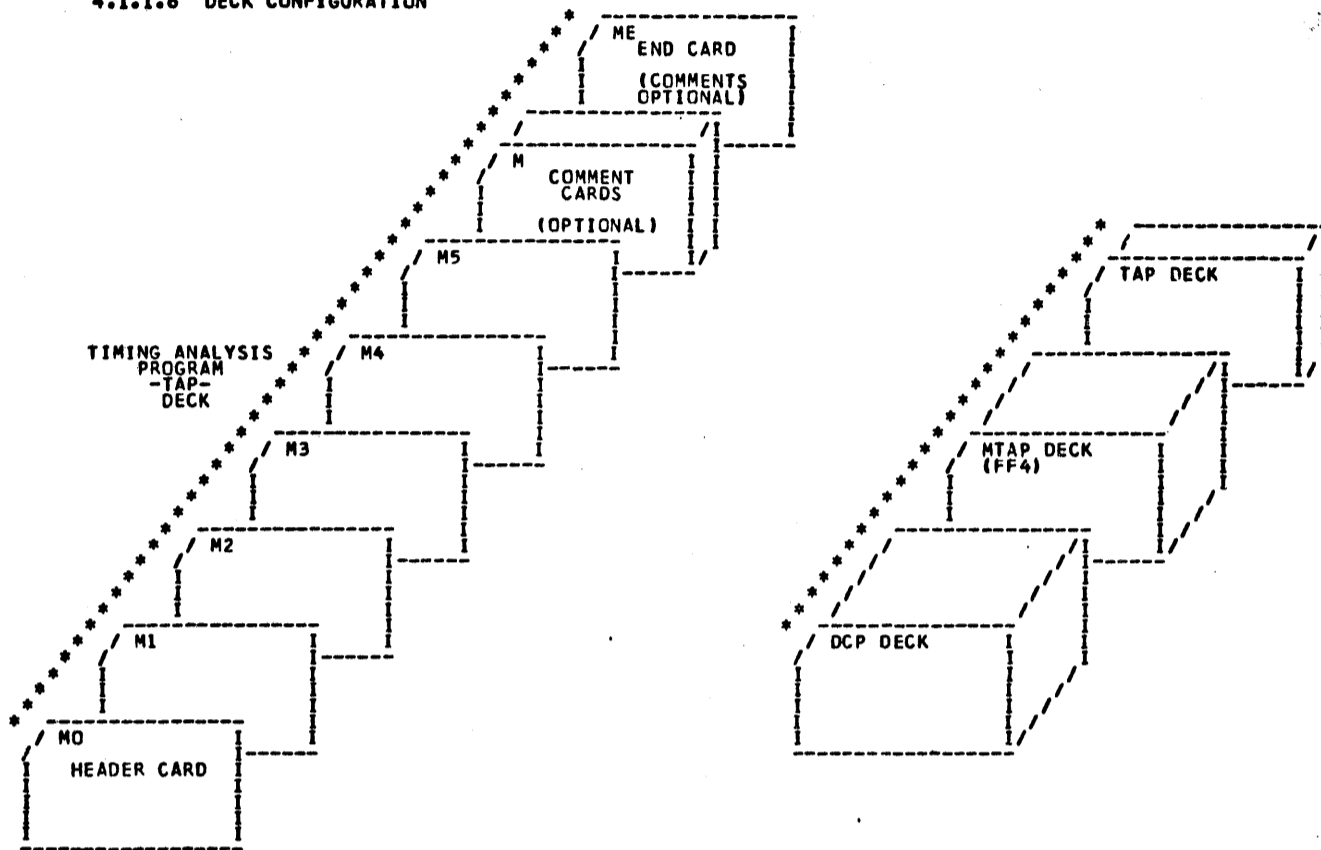 4.1.1.6 DECK CONFIGURATION
ME
END CARD
(COMMENTS
OPTIONAL)
M
COMMENT
CARDS
(OPTIONAL)
M5
M4
TIMING ANALYSIS
PROGRAM
-TAP-
DECK
M3
M2
M1
M0
HEADER CARD
TAP DECK
MTAP DECK
(FF4)
DCP DECK